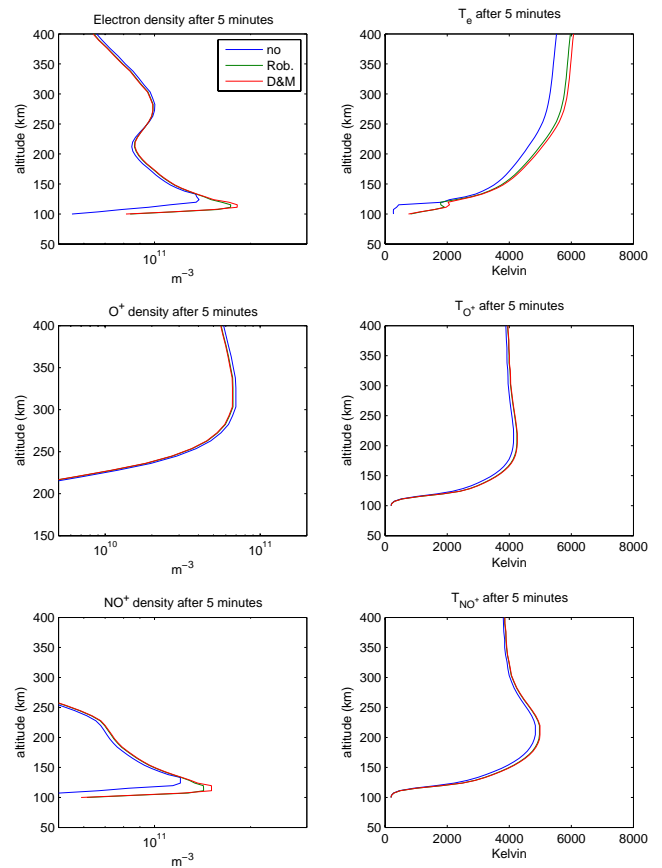 Electron density after 5 minutes
400
350
300
250
200
150
100
50
altitude (km)
10^11
m^-3
no
Rob.
D&M
T_e after 5 minutes
400
350
300
250
200
150
100
50
altitude (km)
0 2000 4000 6000 8000
Kelvin
O^+ density after 5 minutes
400
350
300
250
200
150
altitude (km)
10^10 10^11
m^-3
T_O^+ after 5 minutes
400
350
300
250
200
150
100
50
altitude (km)
0 2000 4000 6000 8000
Kelvin
NO^+ density after 5 minutes
400
350
300
250
200
150
100
50
altitude (km)
10^11
m^-3
T_NO^+ after 5 minutes
400
350
300
250
200
150
100
50
altitude (km)
0 2000 4000 6000 8000
Kelvin